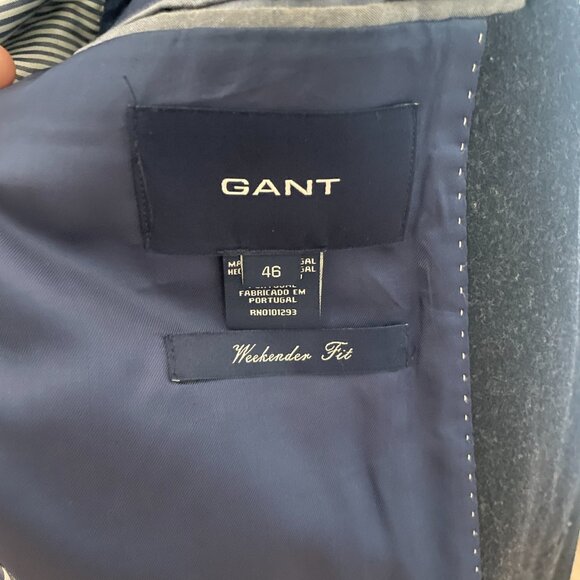 GANT
46
FABRICADO EM
PORTUGAL
RN0101293
Weekender Fit